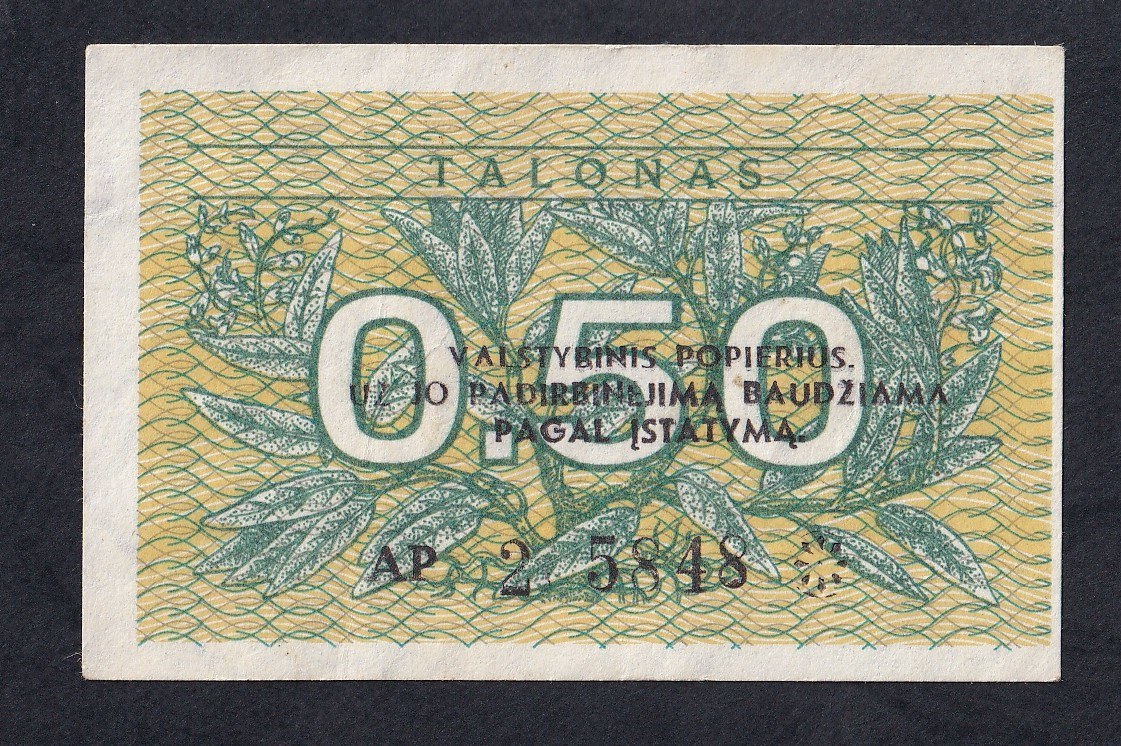 TALONAS
0.50
VALSTYBINIS POPIERIUS.
UŽ JO PADIRBINĖJIMĄ BAUDŽIAMA
PAGAL ĮSTATYMĄ.
AP 2 5848